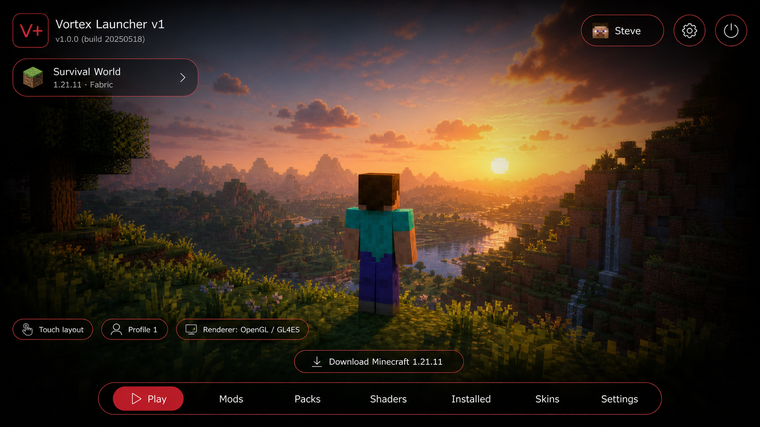 V+
Vortex Launcher v1
v1.0.0 (build 20250518)
Steve
Survival World
1.21.11 - Fabric
Touch layout
Profile 1
Renderer: OpenGL / GL4ES
Download Minecraft 1.21.11
Play
Mods
Packs
Shaders
Installed
Skins
Settings